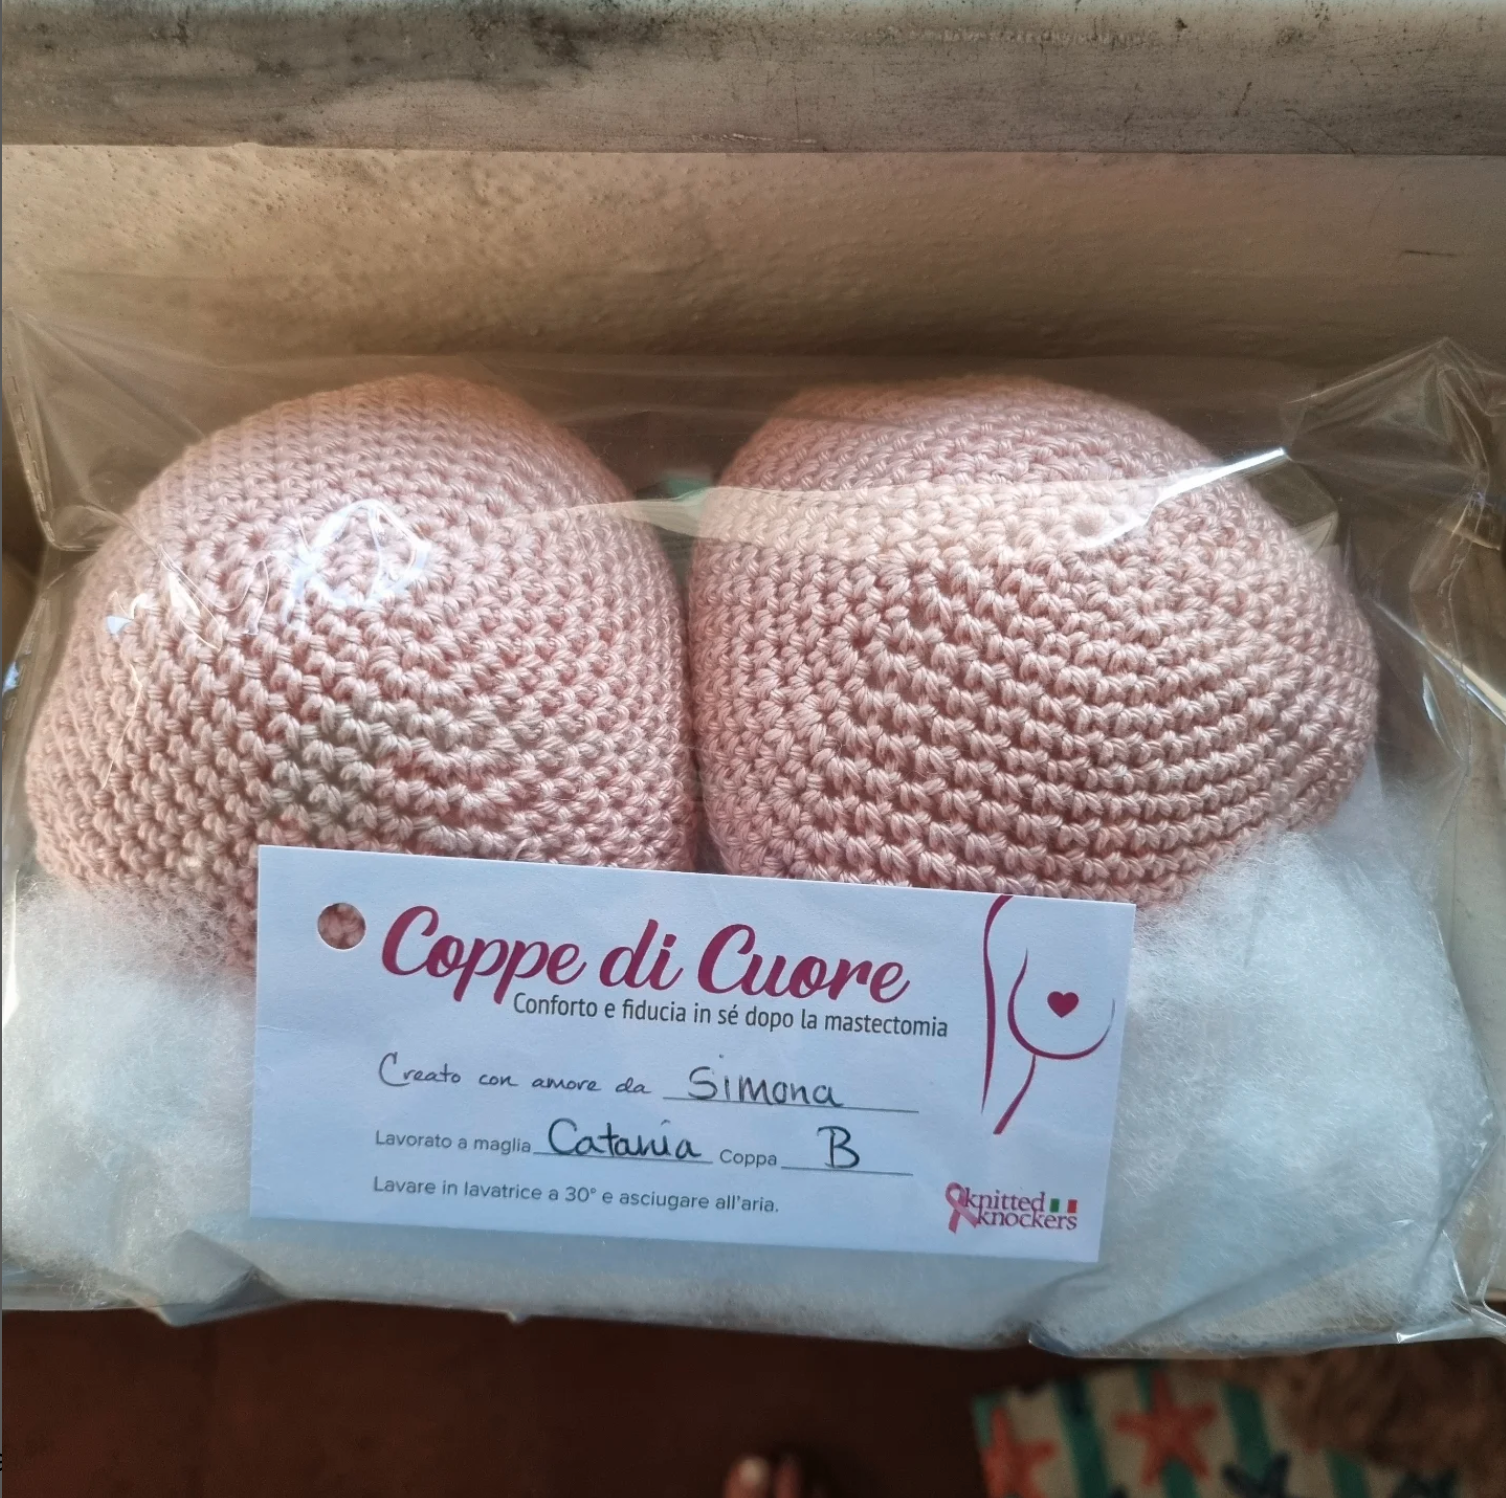 Coppe di Cuore
Conforto e fiducia in sé dopo la mastectomia
Creato con amore da Simona
Lavorato a maglia Catania Coppa B
Lavare in lavatrice a 30° e asciugare all'aria.
knitted
knockers